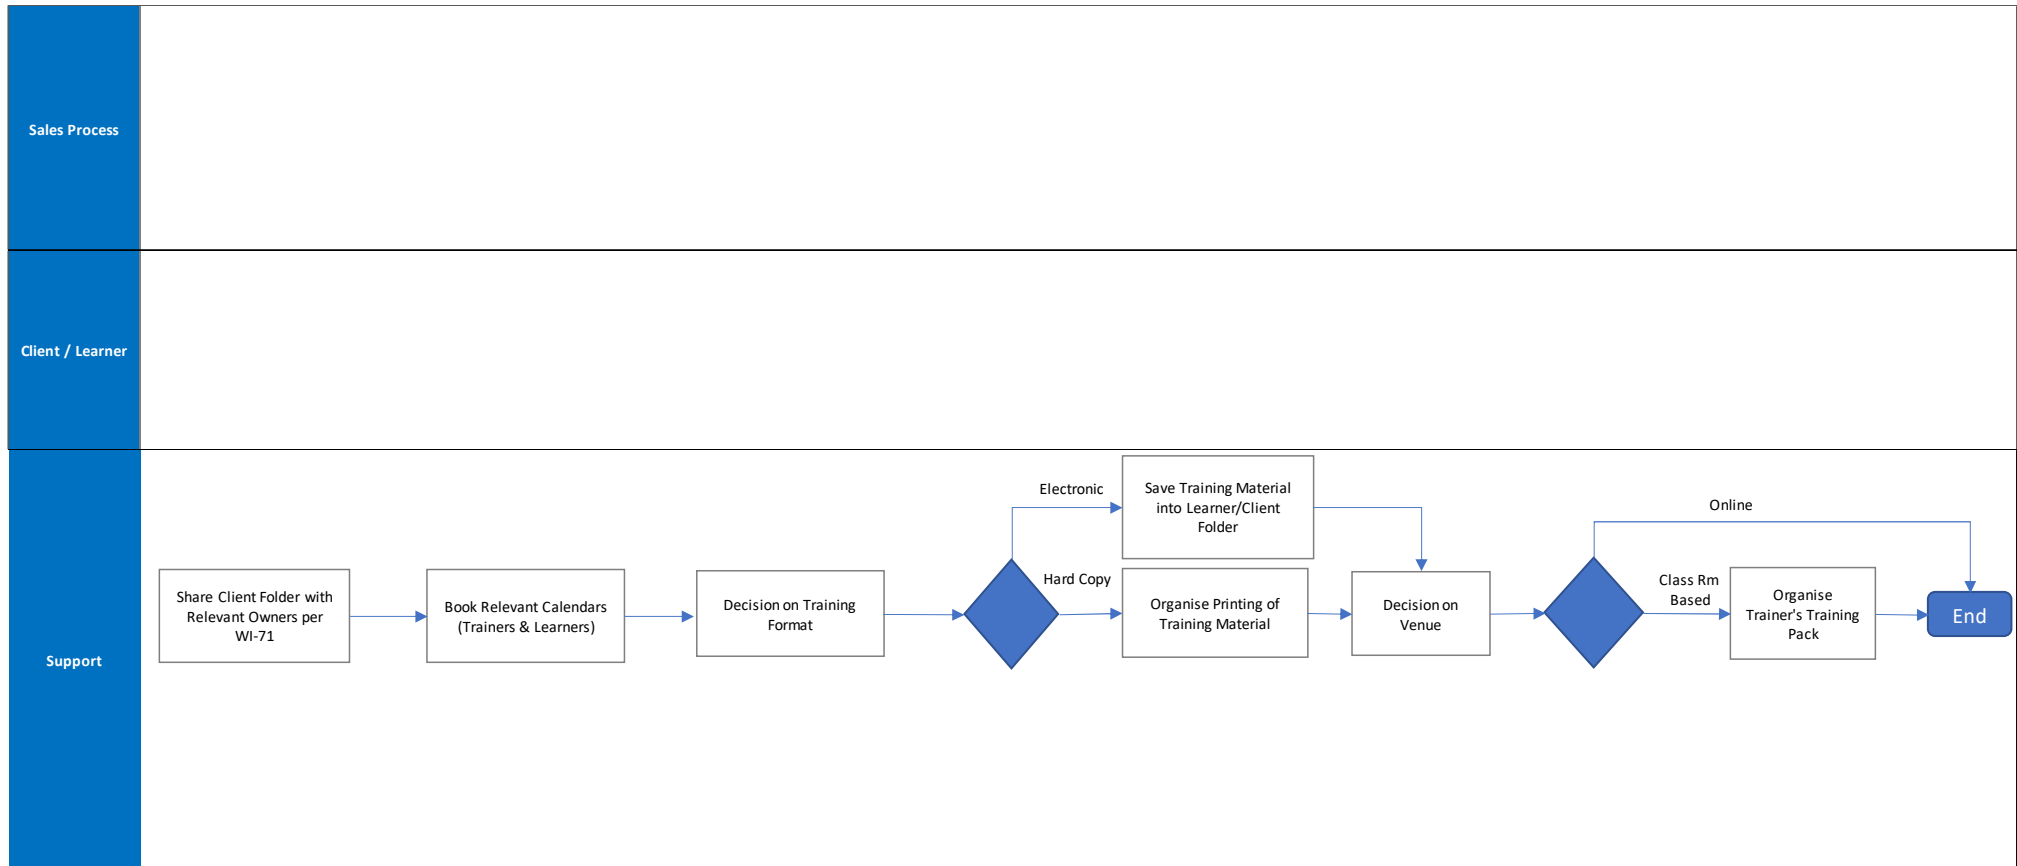 Sales Process
Client / Learner
Support
Share Client Folder with
Relevant Owners per
WI-71
Book Relevant Calendars
(Trainers & Learners)
Decision on Training
Format
Electronic
Hard Copy
Save Training Material
into Learner/Client
Folder
Organise Printing of
Training Material
Decision on
Venue
Online
Class Rm
Based
Organise
Trainer's Training
Pack
End